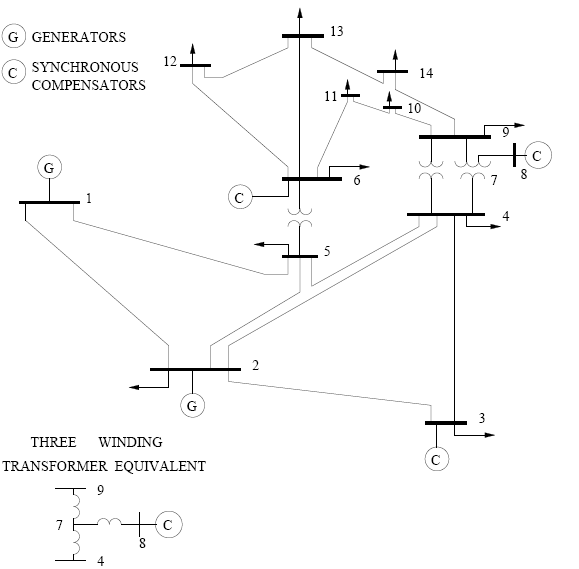 G GENERATORS
C SYNCHRONOUS
COMPENSATORS
13
12
14
11
10
9
C
8
7
6
C
G
1
4
5
2
G
3
C
THREE WINDING
TRANSFORMER EQUIVALENT
9
7
C
8
4